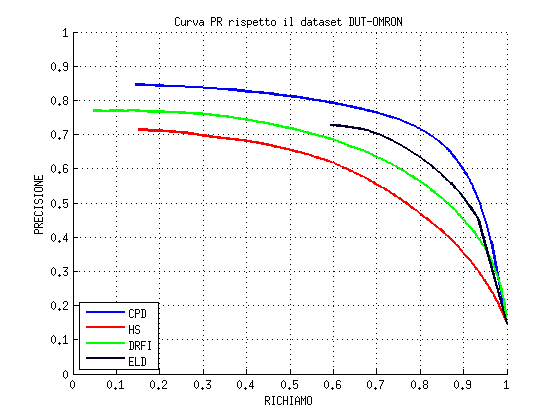 Curva PR rispetto il dataset DUT-OMRON
1
0.9
0.8
0.7
0.6
0.5
0.4
0.3
0.2
0.1
0
PRECISIONE
CPD
HS
DRFI
ELD
0 0.1 0.2 0.3 0.4 0.5 0.6 0.7 0.8 0.9 1
RICHIAMO